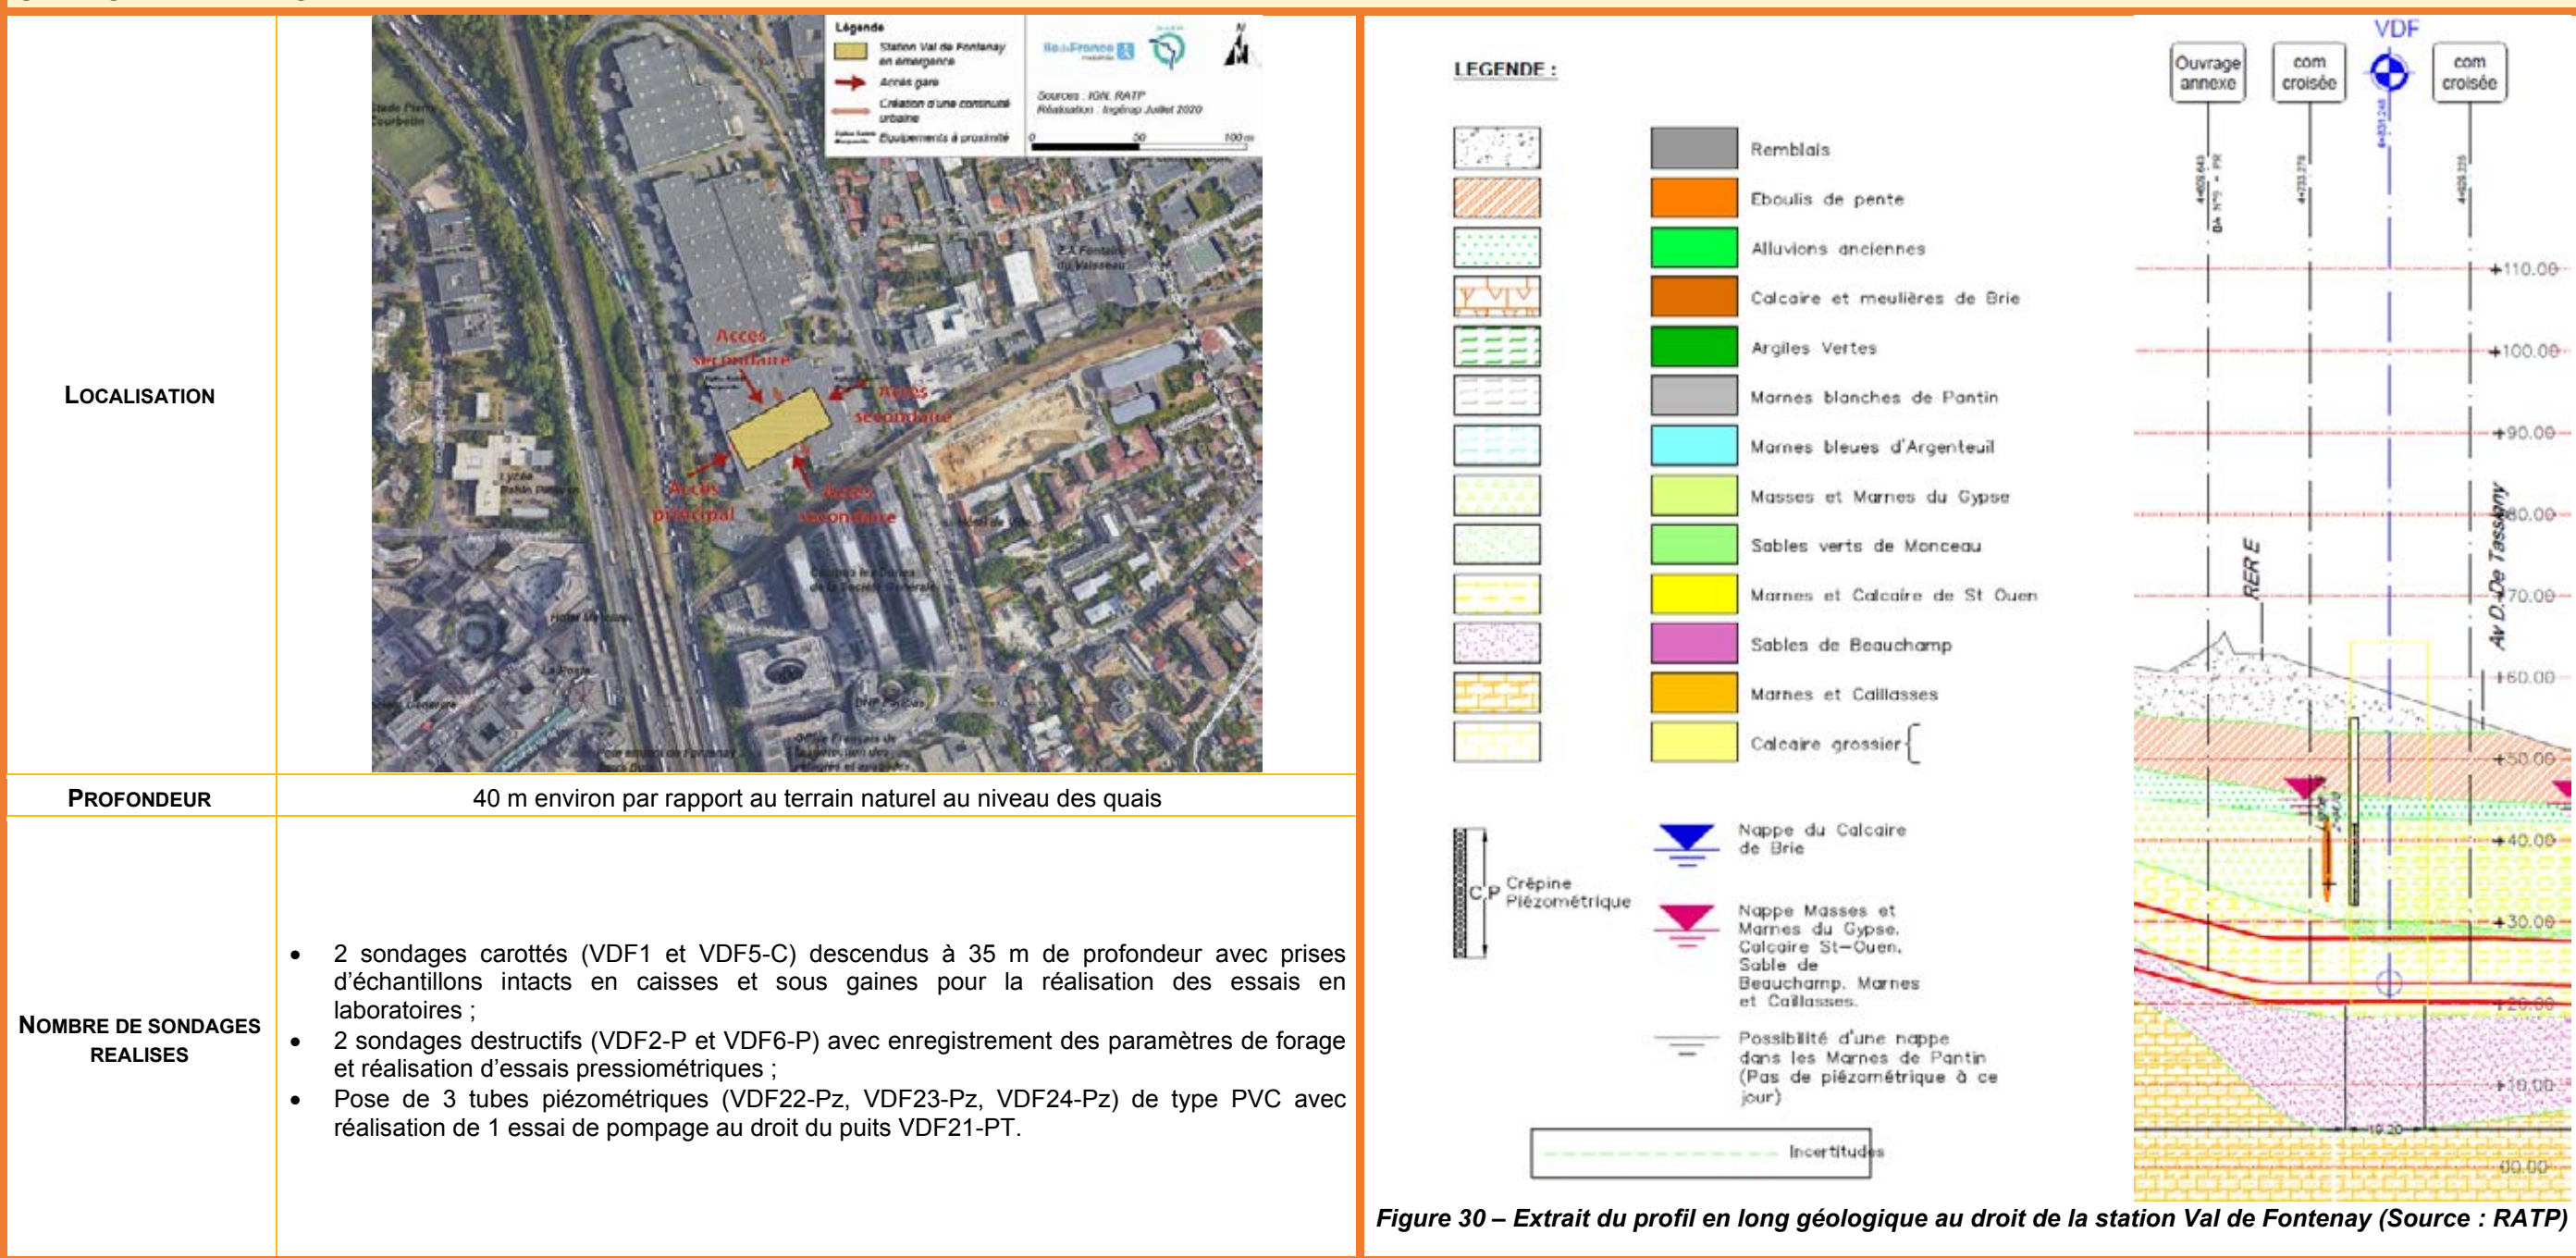 LOCALISATION
Légende
Station Val de Fontenay
en émergence
Accès gare
Création d'une continuité
urbaine
Equipements à proximité
Sources : IGN, RATP
Réalisation : Ingérop Juillet 2020
0 50 100 m
N
Accès
secondaire
Accès
secondaire
Accès
principal
Accès
secondaire
PROFONDEUR
40 m environ par rapport au terrain naturel au niveau des quais
NOMBRE DE SONDAGES
REALISES
• 2 sondages carottés (VDF1 et VDF5-C) descendus à 35 m de profondeur avec prises
d'échantillons intacts en caisses et sous gaines pour la réalisation des essais en
laboratoires ;
• 2 sondages destructifs (VDF2-P et VDF6-P) avec enregistrement des paramètres de forage
et réalisation d'essais pressiométriques ;
• Pose de 3 tubes piézométriques (VDF22-Pz, VDF23-Pz, VDF24-Pz) de type PVC avec
réalisation de 1 essai de pompage au droit du puits VDF21-PT.
LEGENDE :
Remblais
Eboulis de pente
Alluvions anciennes
Calcaire et meulières de Brie
Argiles Vertes
Marnes blanches de Pantin
Marnes bleues d'Argenteuil
Masses et Marnes du Gypse
Sables verts de Monceau
Marnes et Calcaire de St Ouen
Sables de Beauchamp
Marnes et Caillasses
Calcaire grossier
C.P Crêpine
Piézométrique
Nappe du Calcaire
de Brie
Nappe Masses et
Marnes du Gypse.
Calcaire St-Ouen.
Sable de
Beauchamp. Marnes
et Caillasses.
Possibilité d'une nappe
dans les Marnes de Pantin
(Pas de piézométrique à ce
jour)
Incertitudes
VDF
Ouvrage
annexe
com
croisée
com
croisée
+110.00
+100.00
+90.00
+80.00
+70.00
+60.00
+50.00
+40.00
+30.00
+20.00
+10.00
00.00
RER E
Av D.-De Tassigny
19.20
Figure 30 – Extrait du profil en long géologique au droit de la station Val de Fontenay (Source : RATP)